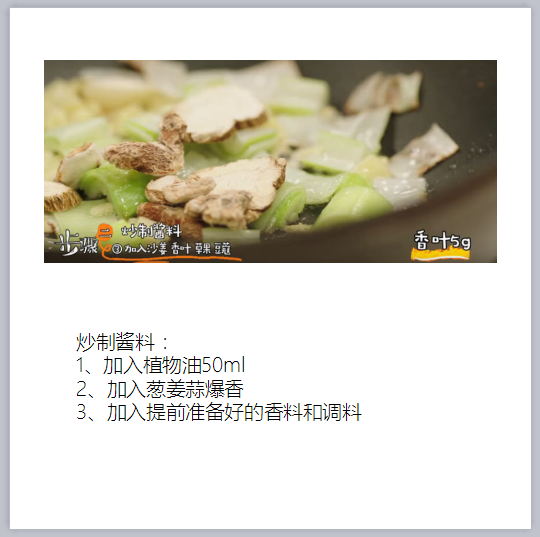 步骤二 炒制酱料
③加入沙姜 香叶 草果 豆蔻
香叶5g
炒制酱料：
1、加入植物油50ml
2、加入葱姜蒜爆香
3、加入提前准备好的香料和调料